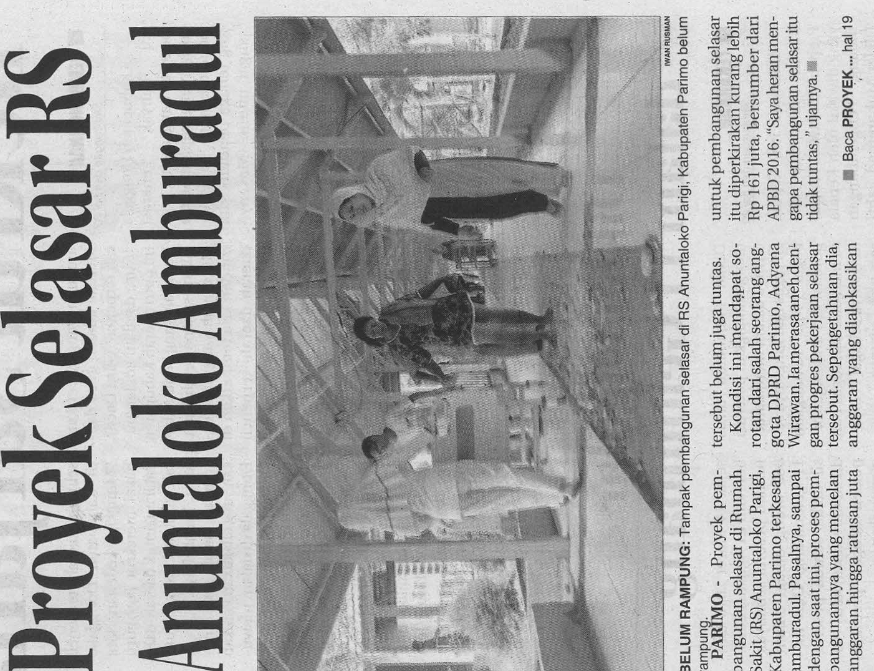 Proyek Selasar RS
Anuntaloko Amburadul
IWAN RUSMAN
BELUM RAMPUNG: Tampak pembangunan selasar di RS Anuntaloko Parigi, Kabupaten Parimo belum
mpung.
PARIMO - Proyek pem-
bangunan selasar di Rumah
akit (RS) Anuntaloko Parigi,
Kabupaten Parimo terkesan
mburadul. Pasalnya, sampai
dengan saat ini, proses pem-
bangunannya yang menelan
nggaran hingga ratusan juta
tersebut belum juga tuntas.
Kondisi ini mendapat so-
rotan dari salah seorang ang-
gota DPRD Parimo, Adyana
Wirawan. Ia merasa aneh den-
gan progres pekerjaan selasar
tersebut. Sepengetahuan dia,
anggaran yang dialokasikan
untuk pembangunan selasar
itu diperkirakan kurang lebih
Rp 161 juta, bersumber dari
APBD 2016. “Saya heran men-
gapa pembangunan selasar itu
tidak tuntas,” ujarnya. ■
■ Baca PROYEK ... hal 19